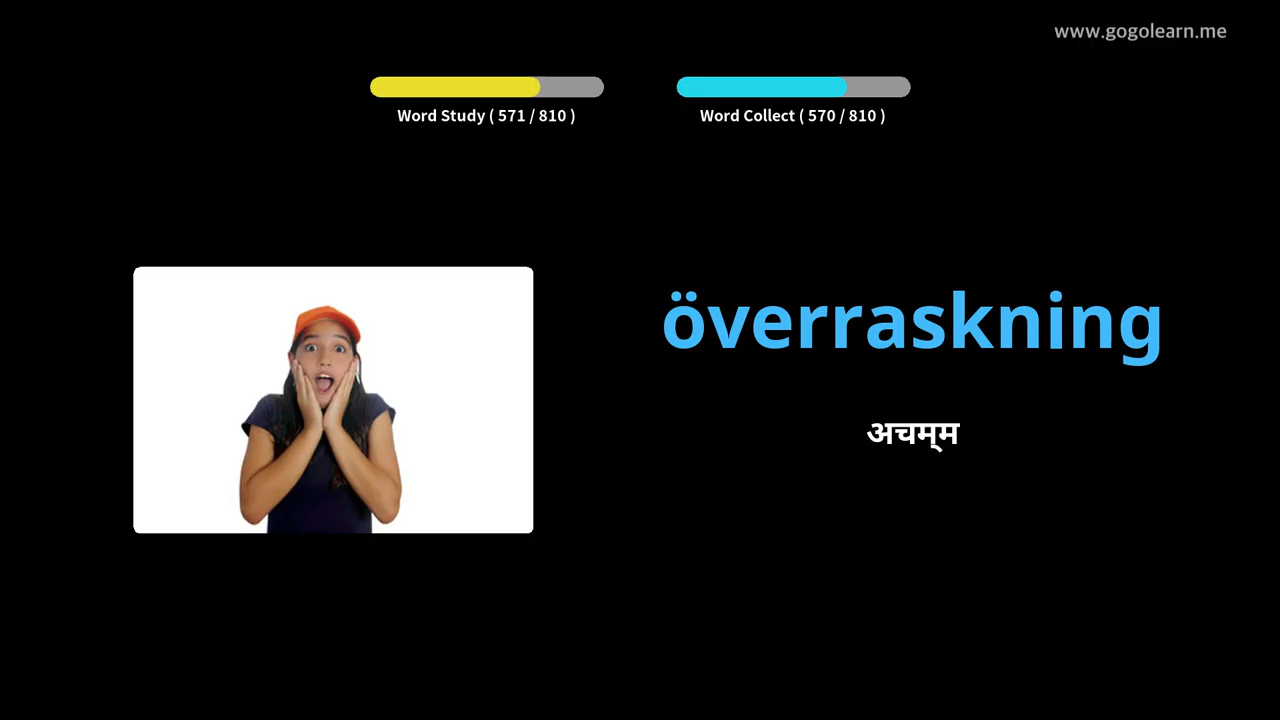 www.gogolearn.me
Word Study ( 571 / 810 )
Word Collect ( 570 / 810 )
överraskning
अचम्‌म